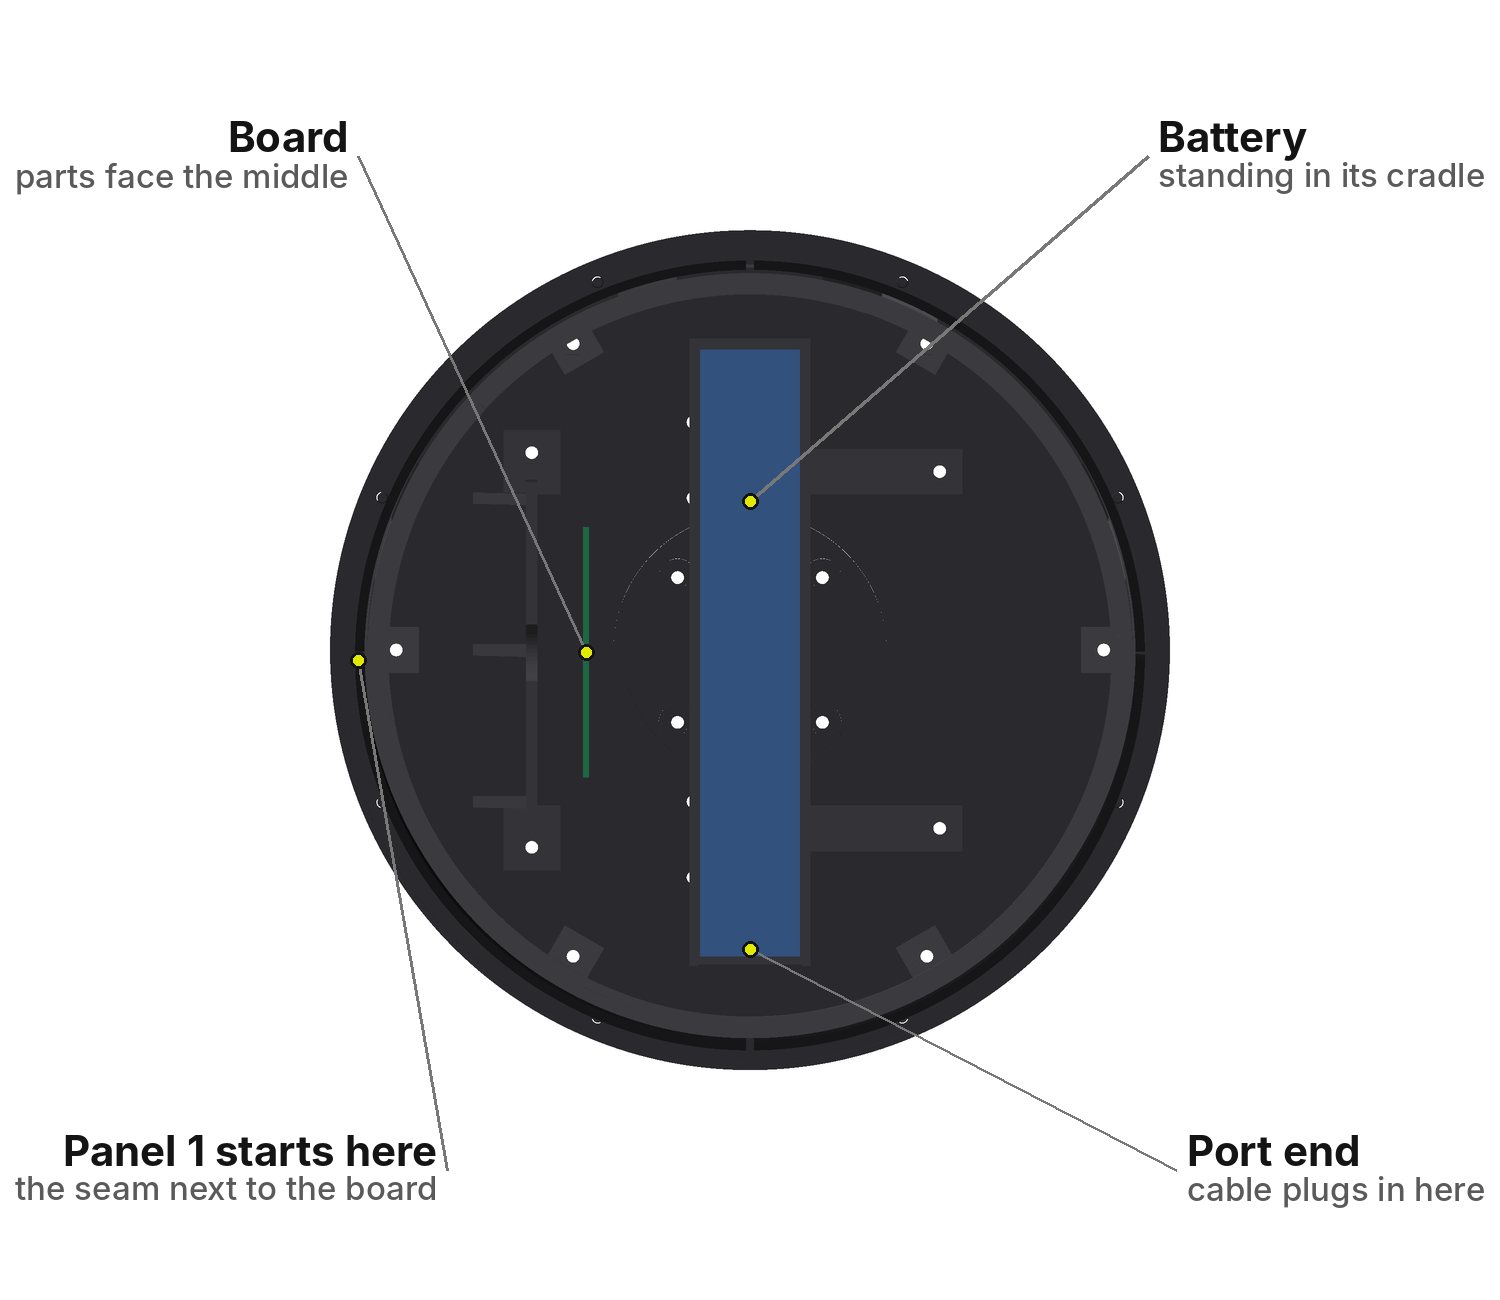 Board
parts face the middle
Battery
standing in its cradle
Panel 1 starts here
the seam next to the board
Port end
cable plugs in here